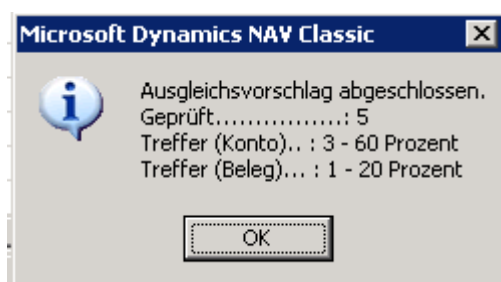 Microsoft Dynamics NAV Classic
Ausgleichsvorschlag abgeschlossen.
Geprüft................: 5
Treffer (Konto).. : 3 - 60 Prozent
Treffer (Beleg)... : 1 - 20 Prozent
OK